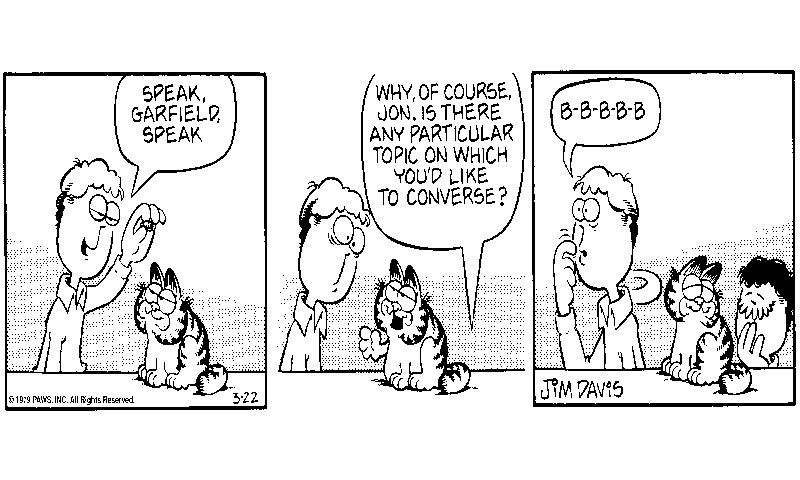 SPEAK,
GARFIELD,
SPEAK
© 1979 PAWS, INC. All Rights Reserved.
3-22
WHY, OF COURSE,
JON. IS THERE
ANY PARTICULAR
TOPIC ON WHICH
YOU'D LIKE
TO CONVERSE?
B-B-B-B-B
JIM DAVIS